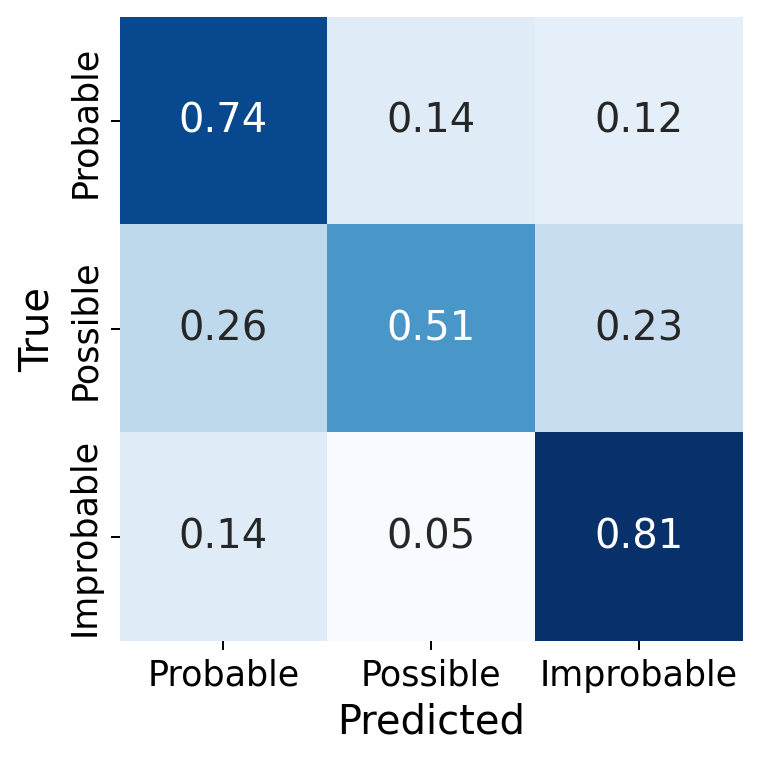 Probable
0.74 0.14 0.12
True
Possible
0.26 0.51 0.23
Improbable
0.14 0.05 0.81
Probable Possible Improbable
Predicted